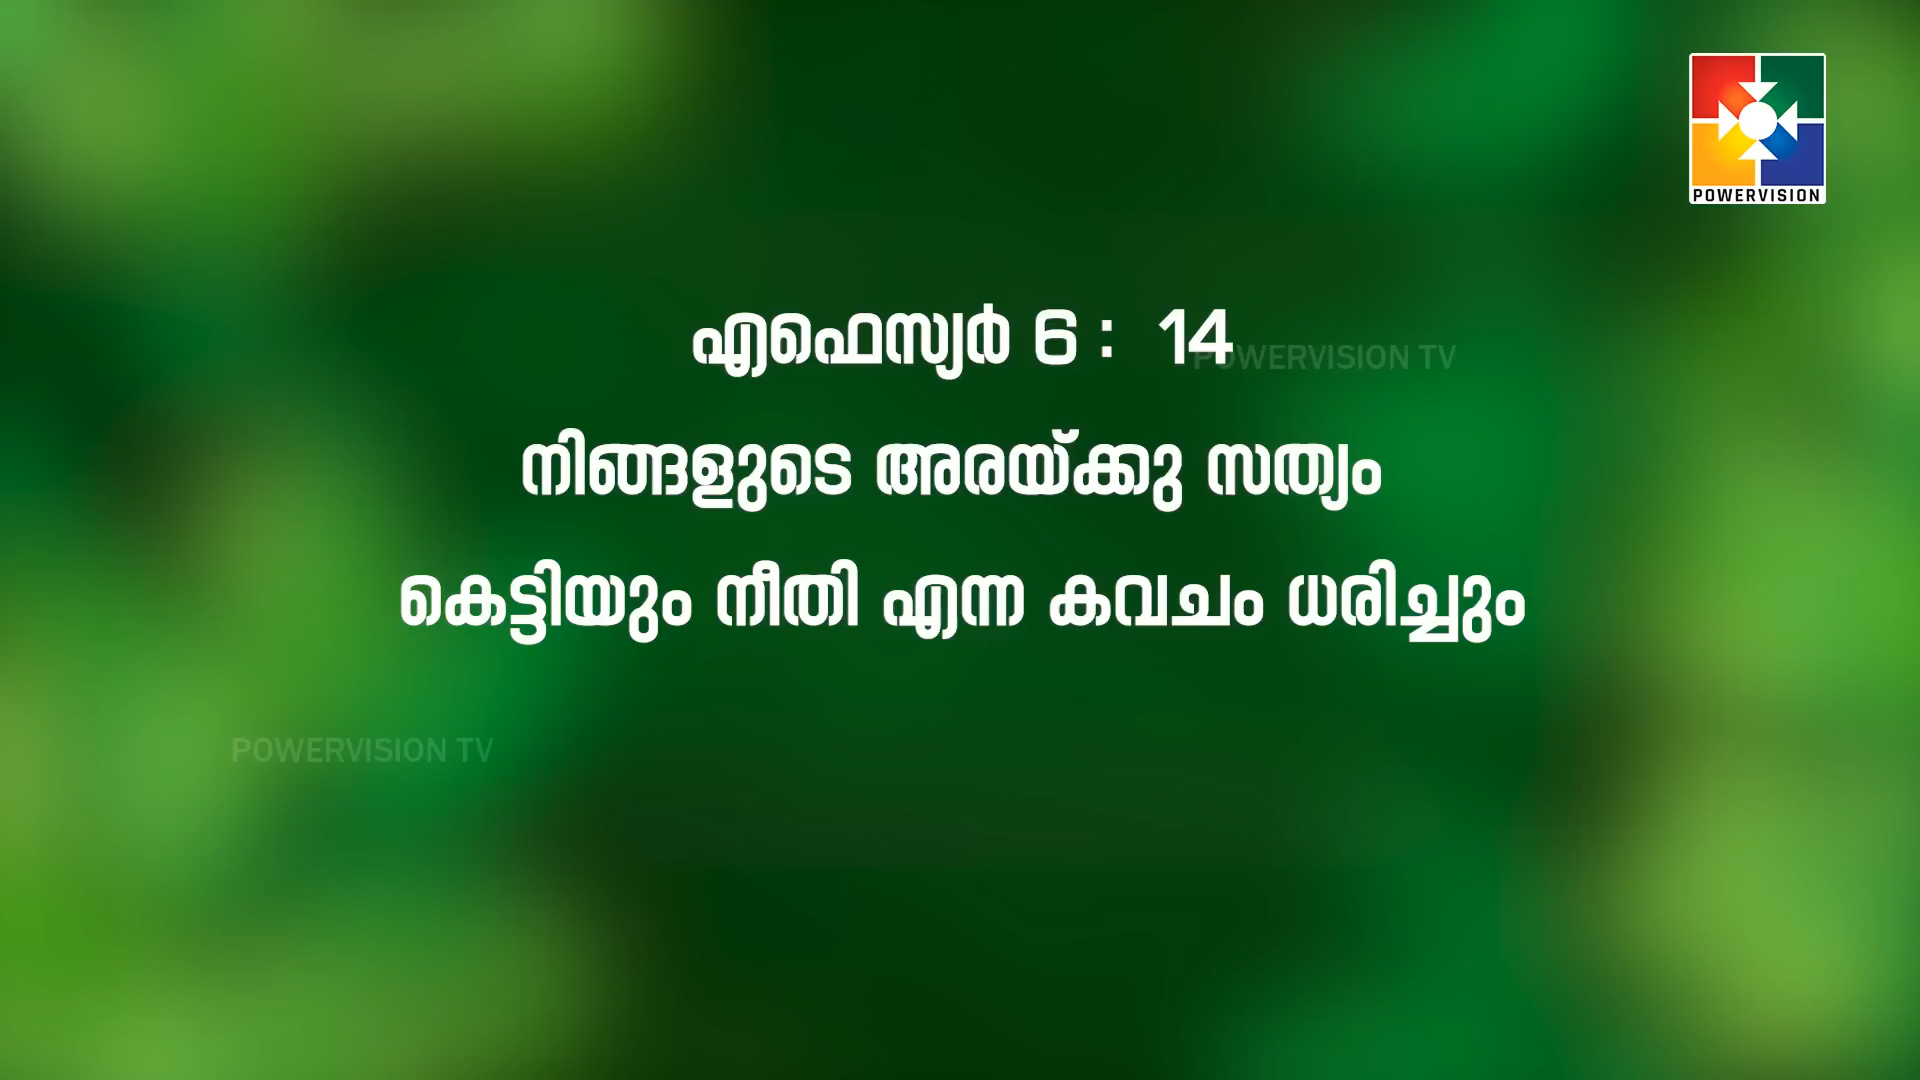 POWERVISION
എഫെസ്യർ 6 : 14
POWERVISION TV
നിങ്ങളുടെ അരയ്ക്കു സത്യം
കെട്ടിയും നീതി എന്ന കവചം ധരിച്ചും
POWERVISION TV